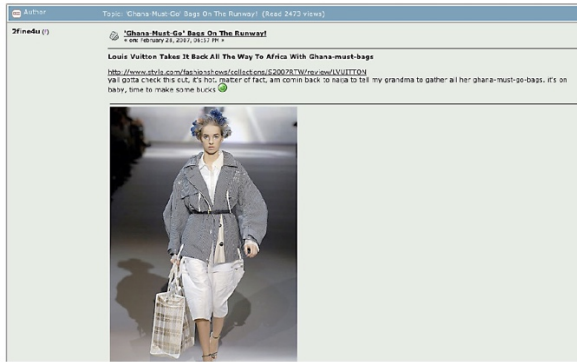 Author
Topic: 'Ghana-Must-Go' Bags On The Runway! (Read 2473 views)
2fine4u (f)
'Ghana-Must-Go' Bags On The Runway!
« on: February 28, 2007, 06:57 PM »
Louis Vuitton Takes It Back All The Way To Africa With Ghana-must-bags
http://www.style.com/fashionshows/collections/S2007RTW/review/LVUITTON
yall gotta check this out, it's hot. matter of fact, am comin back to naija to tell my grandma to gather all her ghana-must-go-bags. it's on
baby, time to make some bucks